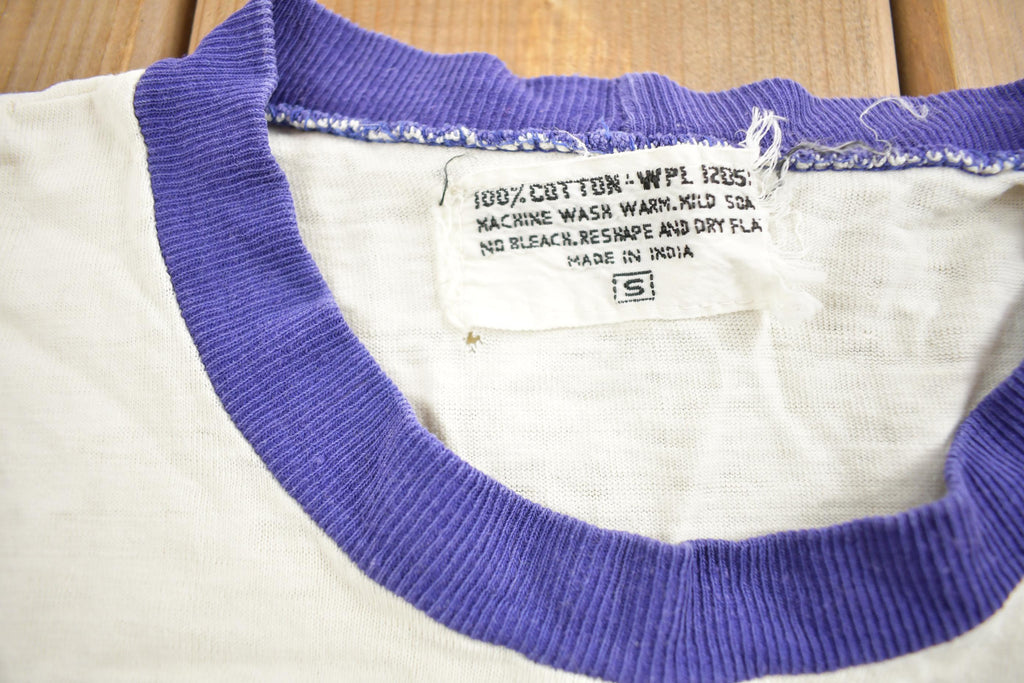 100% COTTON - WPL 1205
MACHINE WASH WARM. MILD SOA
NO BLEACH. RESHAPE AND DRY FLA
MADE IN INDIA
S